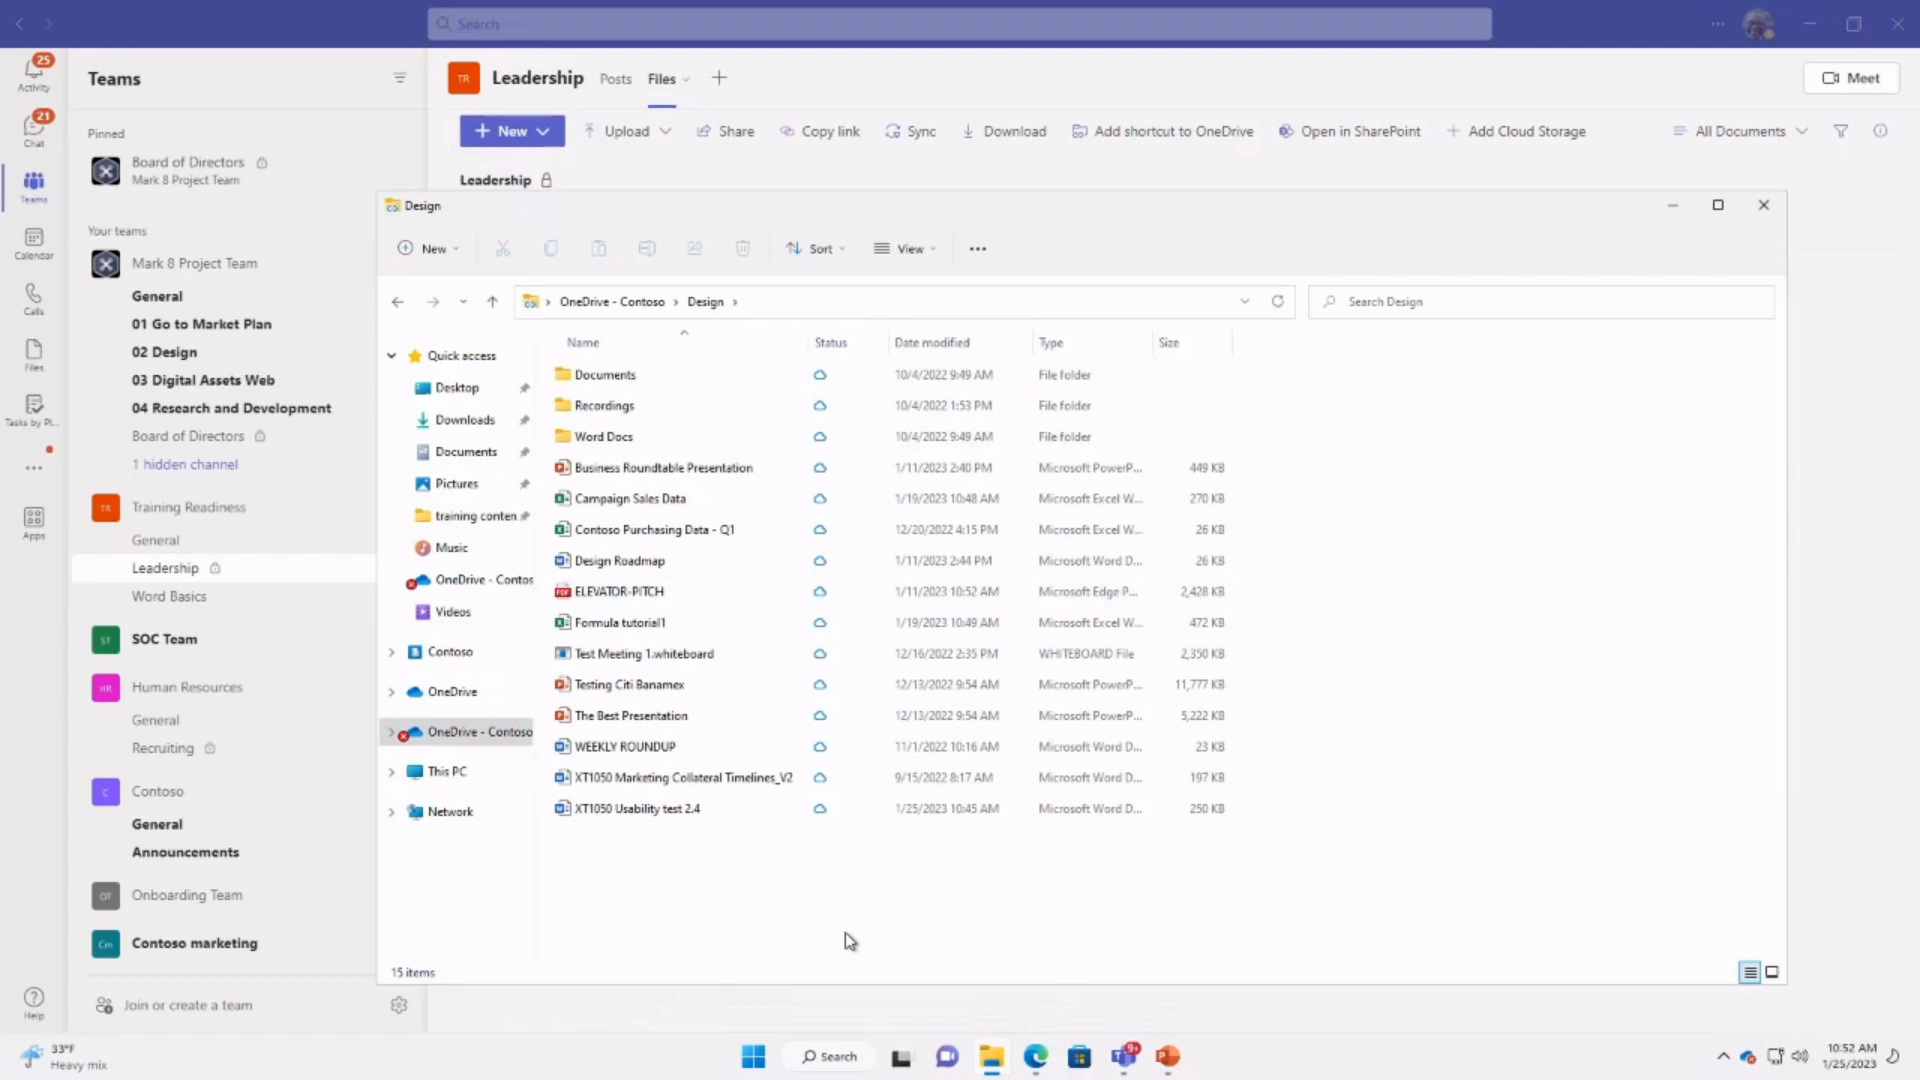 Search
25
Activity
21
Chat
Teams
Calendar
Calls
Files
Tasks by Pl...
Apps
Help
Teams
Pinned
Board of Directors
Mark 8 Project Team
Your teams
Mark 8 Project Team
General
01 Go to Market Plan
02 Design
03 Digital Assets Web
04 Research and Development
Board of Directors
1 hidden channel
TR Training Readiness
General
Leadership
Word Basics
ST SOC Team
HR Human Resources
General
Recruiting
C Contoso
General
Announcements
OT Onboarding Team
Cm Contoso marketing
Join or create a team
TR Leadership Posts Files
Meet
New Upload Share Copy link Sync Download Add shortcut to OneDrive Open in SharePoint Add Cloud Storage All Documents
Leadership
Design
New Sort View
OneDrive - Contoso Design
Search Design
Quick access
Desktop
Downloads
Documents
Pictures
training conten
Music
OneDrive - Contos
Videos
Contoso
OneDrive
OneDrive - Contoso
This PC
Network
Name Status Date modified Type Size
Documents 10/4/2022 9:49 AM File folder
Recordings 10/4/2022 1:53 PM File folder
Word Docs 10/4/2022 9:49 AM File folder
Business Roundtable Presentation 1/11/2023 2:40 PM Microsoft PowerP... 449 KB
Campaign Sales Data 1/19/2023 10:48 AM Microsoft Excel W... 270 KB
Contoso Purchasing Data - Q1 12/20/2022 4:15 PM Microsoft Excel W... 26 KB
Design Roadmap 1/11/2023 2:44 PM Microsoft Word D... 26 KB
PDF ELEVATOR-PITCH 1/11/2023 10:52 AM Microsoft Edge P... 2,428 KB
Formula tutorial1 1/19/2023 10:49 AM Microsoft Excel W... 472 KB
Test Meeting 1.whiteboard 12/16/2022 2:35 PM WHITEBOARD File 2,350 KB
Testing Citi Banamex 12/13/2022 9:54 AM Microsoft PowerP... 11,777 KB
The Best Presentation 12/13/2022 9:54 AM Microsoft PowerP... 5,222 KB
WEEKLY ROUNDUP 11/1/2022 10:16 AM Microsoft Word D... 23 KB
XT1050 Marketing Collateral Timelines_V2 9/15/2022 8:17 AM Microsoft Word D... 197 KB
XT1050 Usability test 2.4 1/25/2023 10:45 AM Microsoft Word D... 250 KB
15 items
33°F
Heavy mix
Search
9+
10:52 AM
1/25/2023